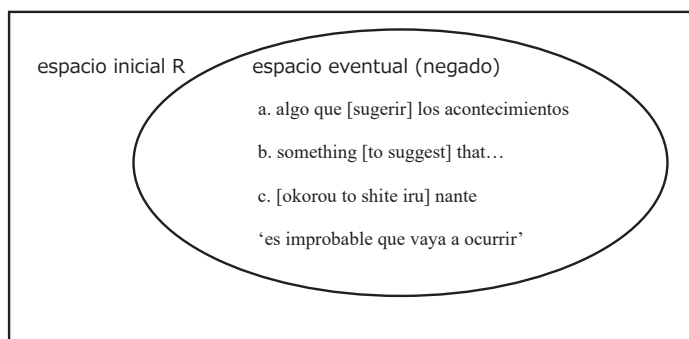 espacio inicial R
espacio eventual (negado)
a. algo que [sugerir] los acontecimientos
b. something [to suggest] that…
c. [okorou to shite iru] nante
‘es improbable que vaya a ocurrir’